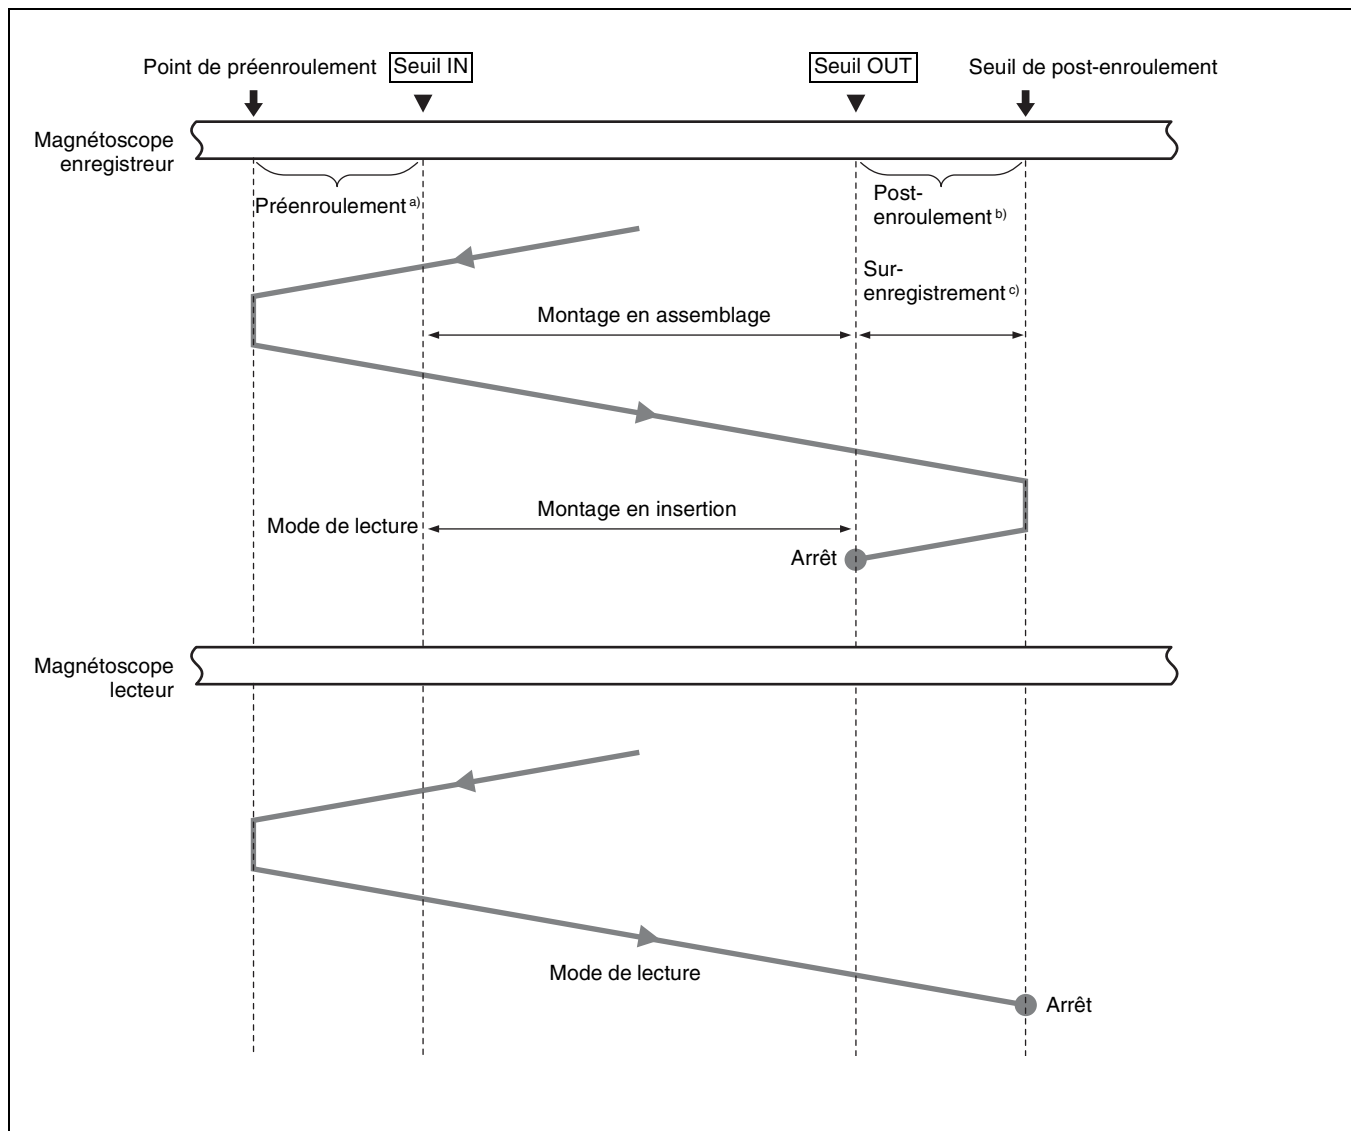 Point de préenroulement
Seuil IN
Seuil OUT
Seuil de post-enroulement
Magnétoscope
enregistreur
Préenroulement a)
Post-
enroulement b)
Sur-
enregistrement c)
Montage en assemblage
Montage en insertion
Mode de lecture
Arrêt
Magnétoscope
lecteur
Mode de lecture
Arrêt